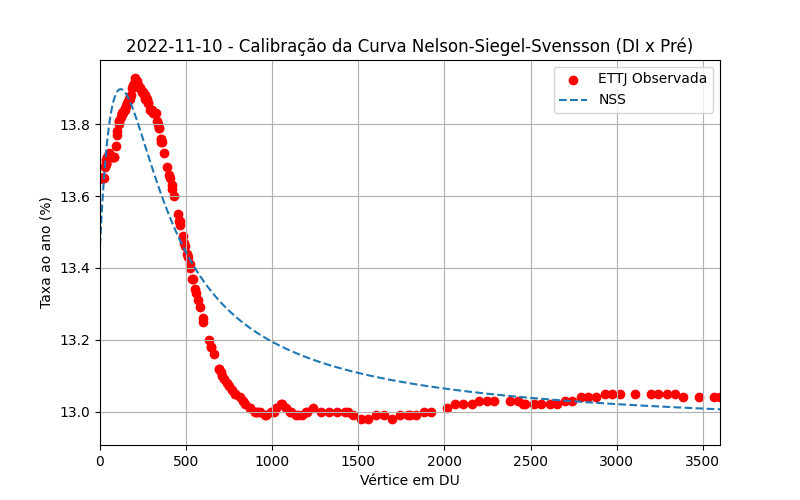 2022-11-10 - Calibração da Curva Nelson-Siegel-Svensson (DI x Pré)
ETTJ Observada
NSS
Taxa ao ano (%)
13.8
13.6
13.4
13.2
13.0
0 500 1000 1500 2000 2500 3000 3500
Vértice em DU